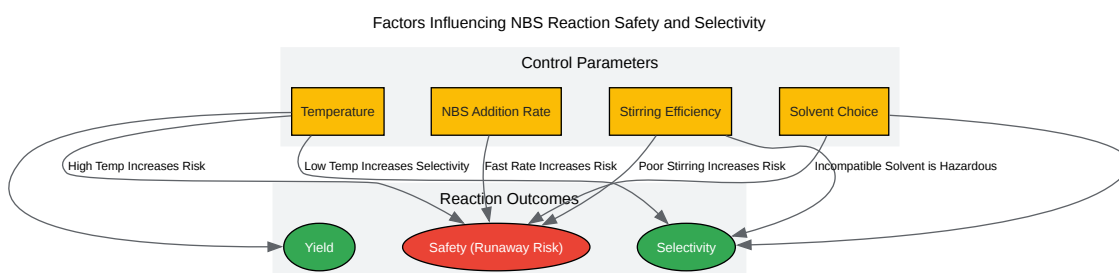 Factors Influencing NBS Reaction Safety and Selectivity
Control Parameters
Temperature
NBS Addition Rate
Stirring Efficiency
Solvent Choice
High Temp Increases Risk
Low Temp Increases Selectivity
Fast Rate Increases Risk
Poor Stirring Increases Risk
Incompatible Solvent is Hazardous
Reaction Outcomes
Yield
Safety (Runaway Risk)
Selectivity